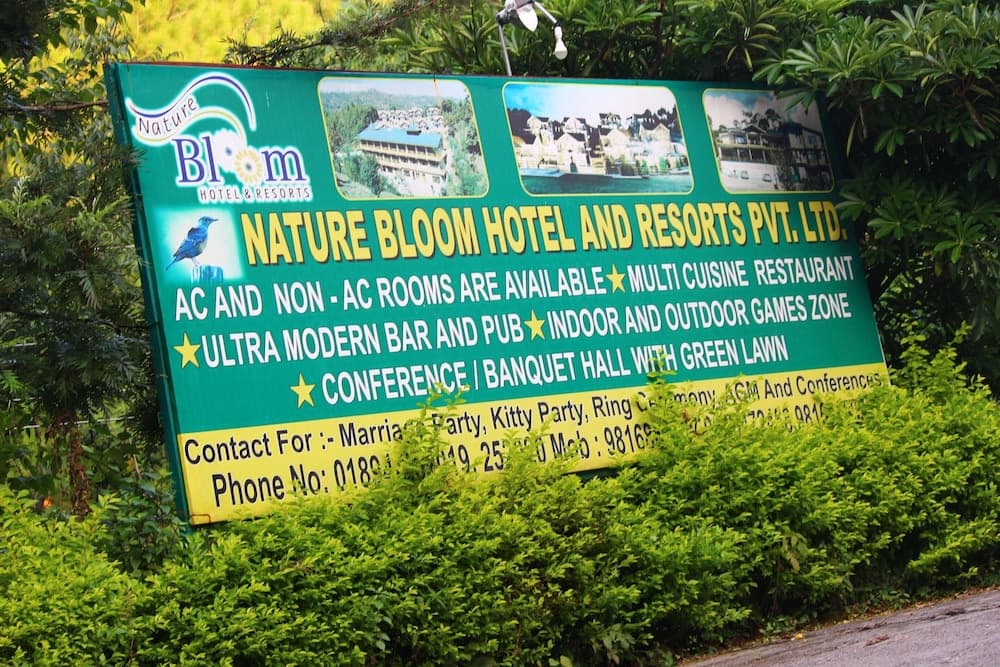 Nature
Bloom
HOTEL & RESORTS
NATURE BLOOM HOTEL AND RESORTS PVT. LTD.
AC AND NON - AC ROOMS ARE AVAILABLE ★ MULTI CUISINE RESTAURANT
★ ULTRA MODERN BAR AND PUB ★ INDOOR AND OUTDOOR GAMES ZONE
★ CONFERENCE / BANQUET HALL WITH GREEN LAWN
Contact For :- Party, Kitty Party, Ring AGM And Conferences
Phone No: Mob :